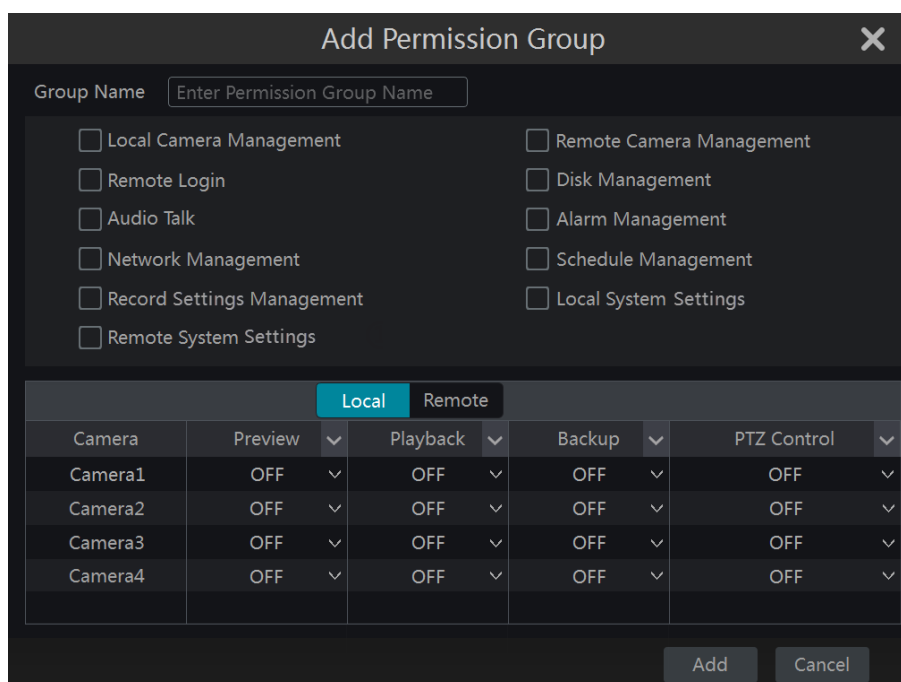 Add Permission Group
Group Name Enter Permission Group Name
Local Camera Management Remote Camera Management
Remote Login Disk Management
Audio Talk Alarm Management
Network Management Schedule Management
Record Settings Management Local System Settings
Remote System Settings
Local Remote
Camera Preview Playback Backup PTZ Control
Camera1 OFF OFF OFF OFF
Camera2 OFF OFF OFF OFF
Camera3 OFF OFF OFF OFF
Camera4 OFF OFF OFF OFF
Add Cancel